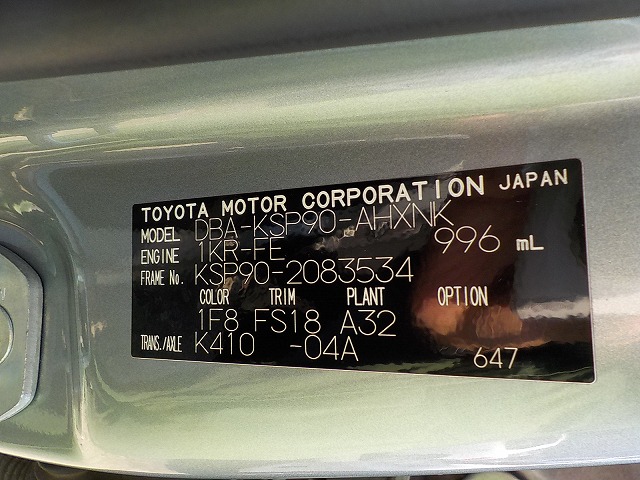 TOYOTA MOTOR CORPORATION JAPAN
MODEL DBA-KSP90-AHXNK
ENGINE 1KR-FE 996 mL
FRAME No. KSP90-2083534
COLOR TRIM PLANT OPTION
1F8 FS18 A32
TRANS./AXLE K410 -04A
647